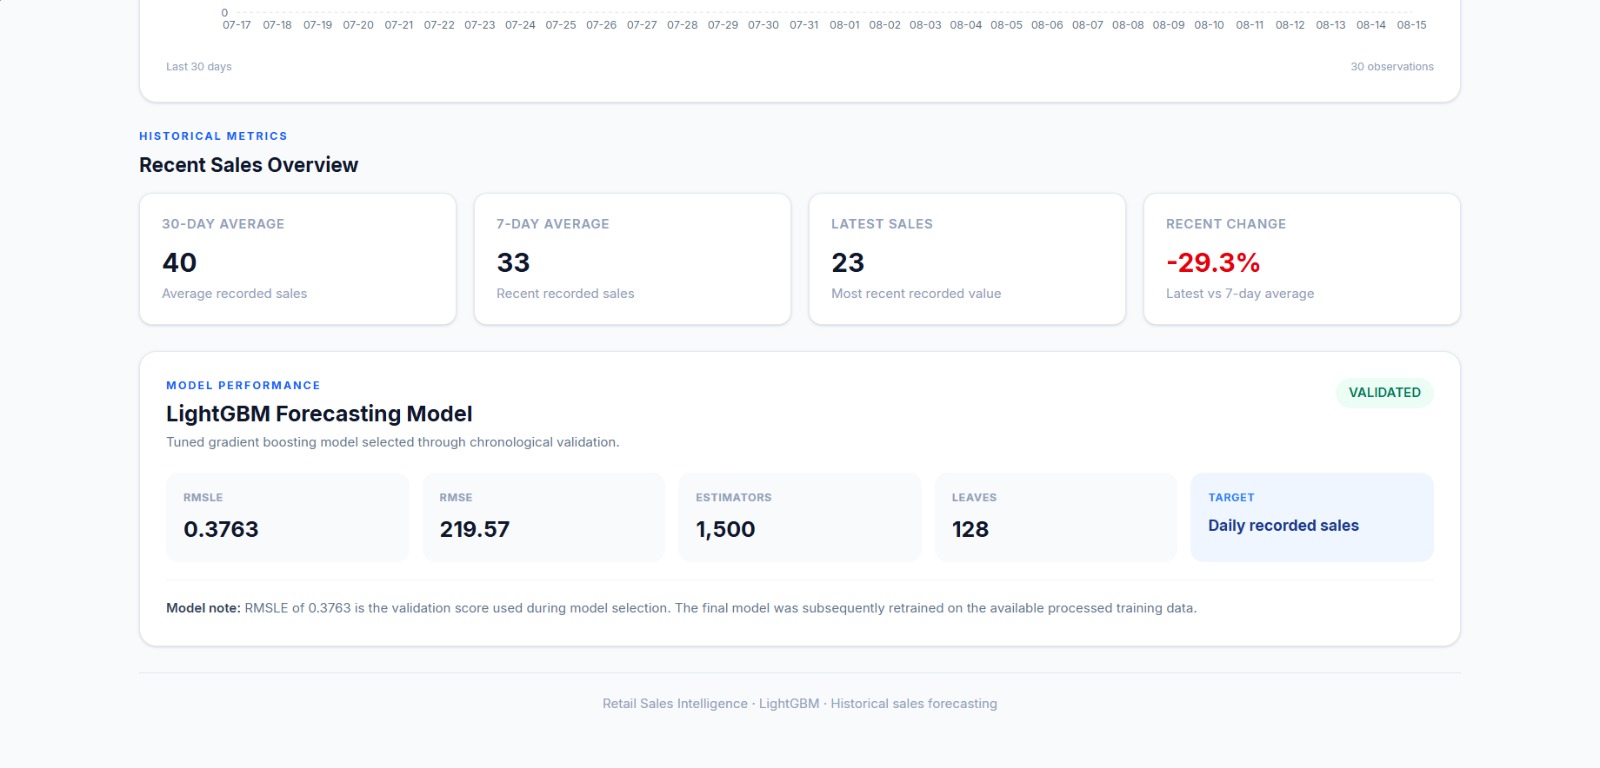 0
07-17 07-18 07-19 07-20 07-21 07-22 07-23 07-24 07-25 07-26 07-27 07-28 07-29 07-30 07-31 08-01 08-02 08-03 08-04 08-05 08-06 08-07 08-08 08-09 08-10 08-11 08-12 08-13 08-14 08-15
Last 30 days
30 observations
HISTORICAL METRICS
Recent Sales Overview
30-DAY AVERAGE
40
Average recorded sales
7-DAY AVERAGE
33
Recent recorded sales
LATEST SALES
23
Most recent recorded value
RECENT CHANGE
-29.3%
Latest vs 7-day average
MODEL PERFORMANCE
LightGBM Forecasting Model
Tuned gradient boosting model selected through chronological validation.
VALIDATED
RMSLE
0.3763
RMSE
219.57
ESTIMATORS
1,500
LEAVES
128
TARGET
Daily recorded sales
Model note: RMSLE of 0.3763 is the validation score used during model selection. The final model was subsequently retrained on the available processed training data.
Retail Sales Intelligence · LightGBM · Historical sales forecasting